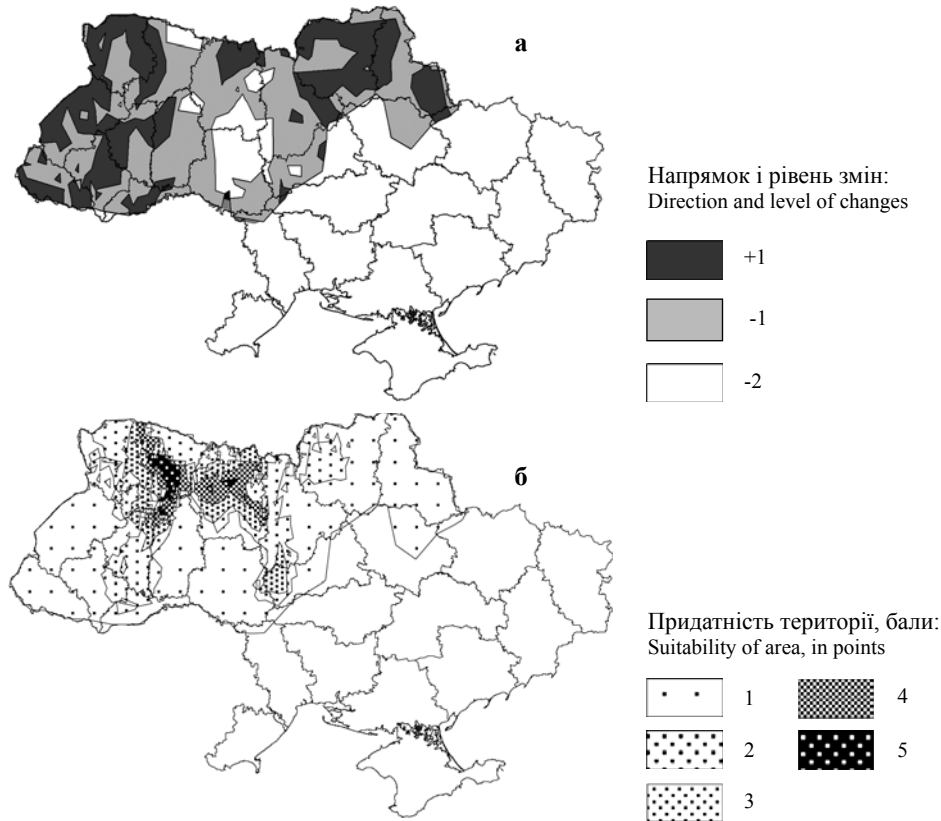 а
Напрямок і рівень змін:
Direction and level of changes
+1
-1
-2
б
Придатність території, бали:
Suitability of area, in points
1 4
2 5
3